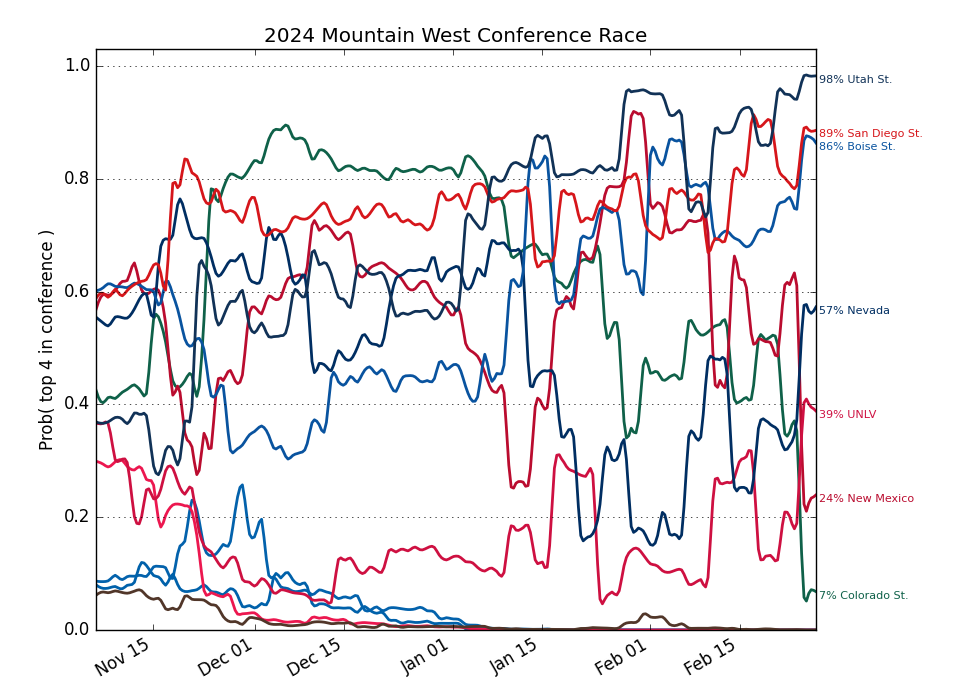 2024 Mountain West Conference Race
Prob( top 4 in conference )
1.0
0.8
0.6
0.4
0.2
0.0
Nov 15
Dec 01
Dec 15
Jan 01
Jan 15
Feb 01
Feb 15
98% Utah St.
89% San Diego St.
86% Boise St.
57% Nevada
39% UNLV
24% New Mexico
7% Colorado St.